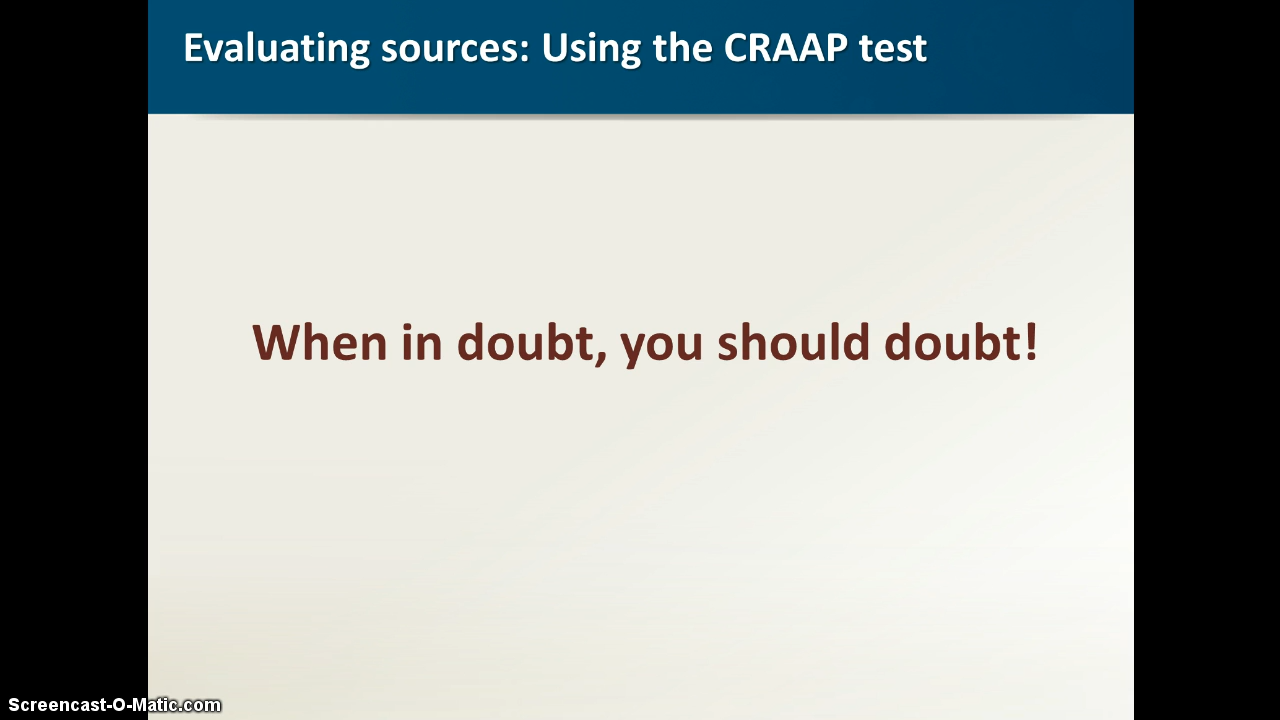 Evaluating sources: Using the CRAAP test
When in doubt, you should doubt!
Screencast-O-Matic.com